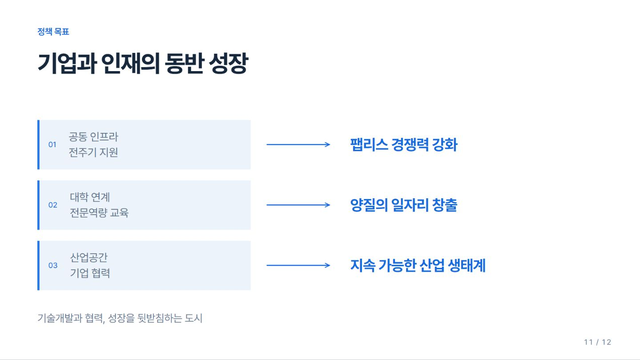 정책 목표
기업과 인재의 동반 성장
01
공동 인프라
전주기 지원
팹리스 경쟁력 강화
02
대학 연계
전문역량 교육
양질의 일자리 창출
03
산업공간
기업 협력
지속 가능한 산업 생태계
기술개발과 협력, 성장을 뒷받침하는 도시
11 / 12